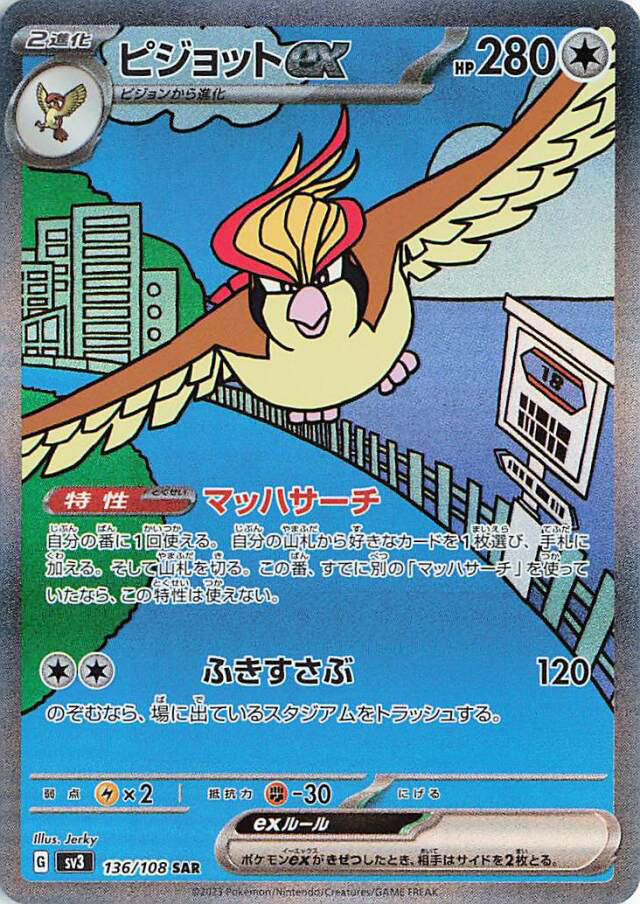 2進化
ピジョットex
HP 280
ピジョンから進化
18
特性 とくせい マッハサーチ
自分の番に1回使える。自分の山札から好きなカードを1枚選び、手札に
加える。そして山札を切る。この番、すでに別の「マッハサーチ」を使って
いたなら、この特性は使えない。
ふきすさぶ 120
のぞむなら、場に出ているスタジアムをトラッシュする。
弱点 ×2 抵抗力 -30 にげる
exルール
ポケモンexがきぜつしたとき、相手はサイドを2枚とる。
Illus. Jerky
G sv3 136/108 SAR
©2023 Pokémon/Nintendo/Creatures/GAME FREAK